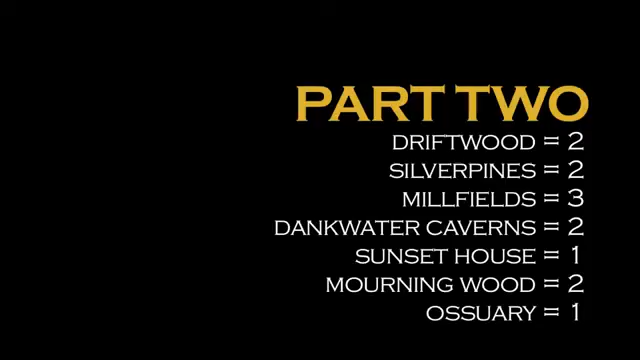 PART TWO
DRIFTWOOD = 2
SILVERPINES = 2
MILLFIELDS = 3
DANKWATER CAVERNS = 2
SUNSET HOUSE = 1
MOURNING WOOD = 2
OSSUARY = 1